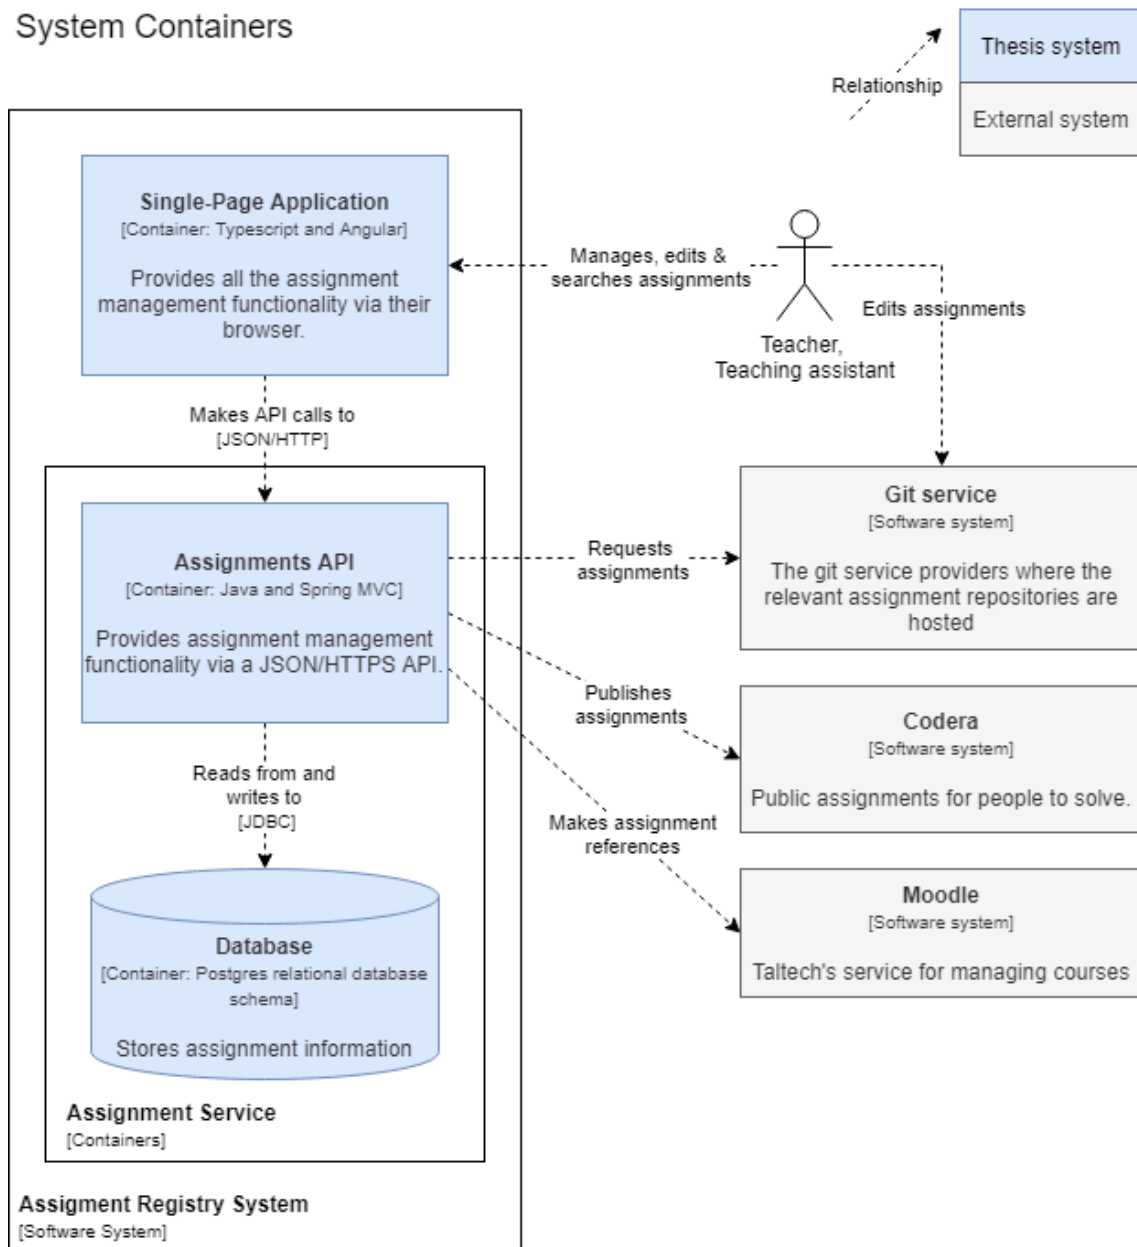 System Containers
Thesis system
Relationship
External system
Single-Page Application
[Container: Typescript and Angular]
Provides all the assignment
management functionality via their
browser.
Manages, edits &
searches assignments
Teacher,
Teaching assistant
Edits assignments
Makes API calls to
[JSON/HTTP]
Assignments API
[Container: Java and Spring MVC]
Provides assignment management
functionality via a JSON/HTTPS API.
Requests
assignments
Git service
[Software system]
The git service providers where the
relevant assignment repositories are
hosted
Publishes
assignments
Codera
[Software system]
Public assignments for people to solve.
Reads from and
writes to
[JDBC]
Makes assignment
references
Moodle
[Software system]
Taltech's service for managing courses
Database
[Container: Postgres relational database
schema]
Stores assignment information
Assignment Service
[Containers]
Assigment Registry System
[Software System]